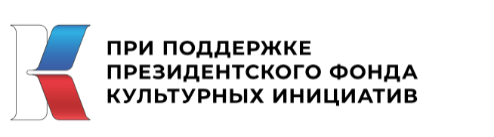 ПРИ ПОДДЕРЖКЕ
ПРЕЗИДЕНТСКОГО ФОНДА
КУЛЬТУРНЫХ ИНИЦИАТИВ